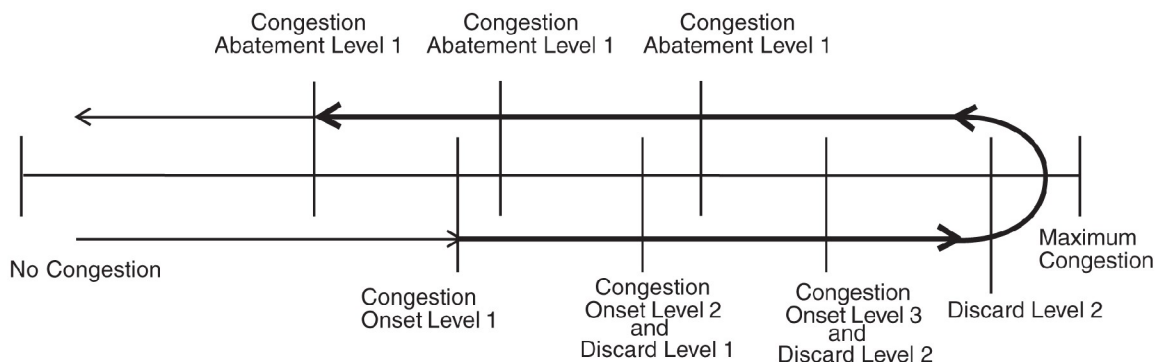 Congestion
Abatement Level 1
Congestion
Abatement Level 1
Congestion
Abatement Level 1
No Congestion
Congestion
Onset Level 1
Congestion
Onset Level 2
and
Discard Level 1
Congestion
Onset Level 3
and
Discard Level 2
Discard Level 2
Maximum
Congestion